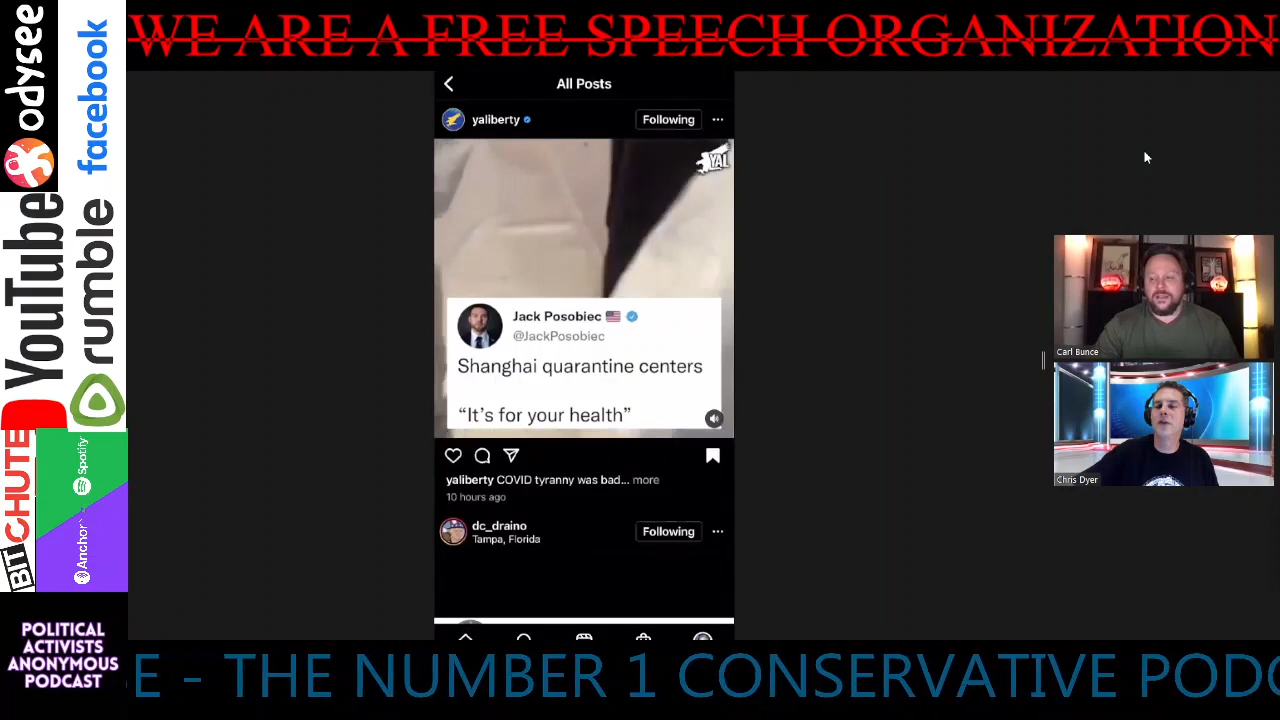 WE ARE A FREE SPEECH ORGANIZATION
odysee
facebook
YouTube
rumble
BITCHUTE
Spotify
Anchor
POLITICAL
ACTIVISTS
ANONYMOUS
PODCAST
All Posts
yaliberty
Following
YAL
Jack Posobiec
@JackPosobiec
Shanghai quarantine centers
“It’s for your health”
yaliberty COVID tyranny was bad... more
10 hours ago
dc_draino
Tampa, Florida
Following
Carl Bunce
Chris Dyer
E - THE NUMBER 1 CONSERVATIVE PODC